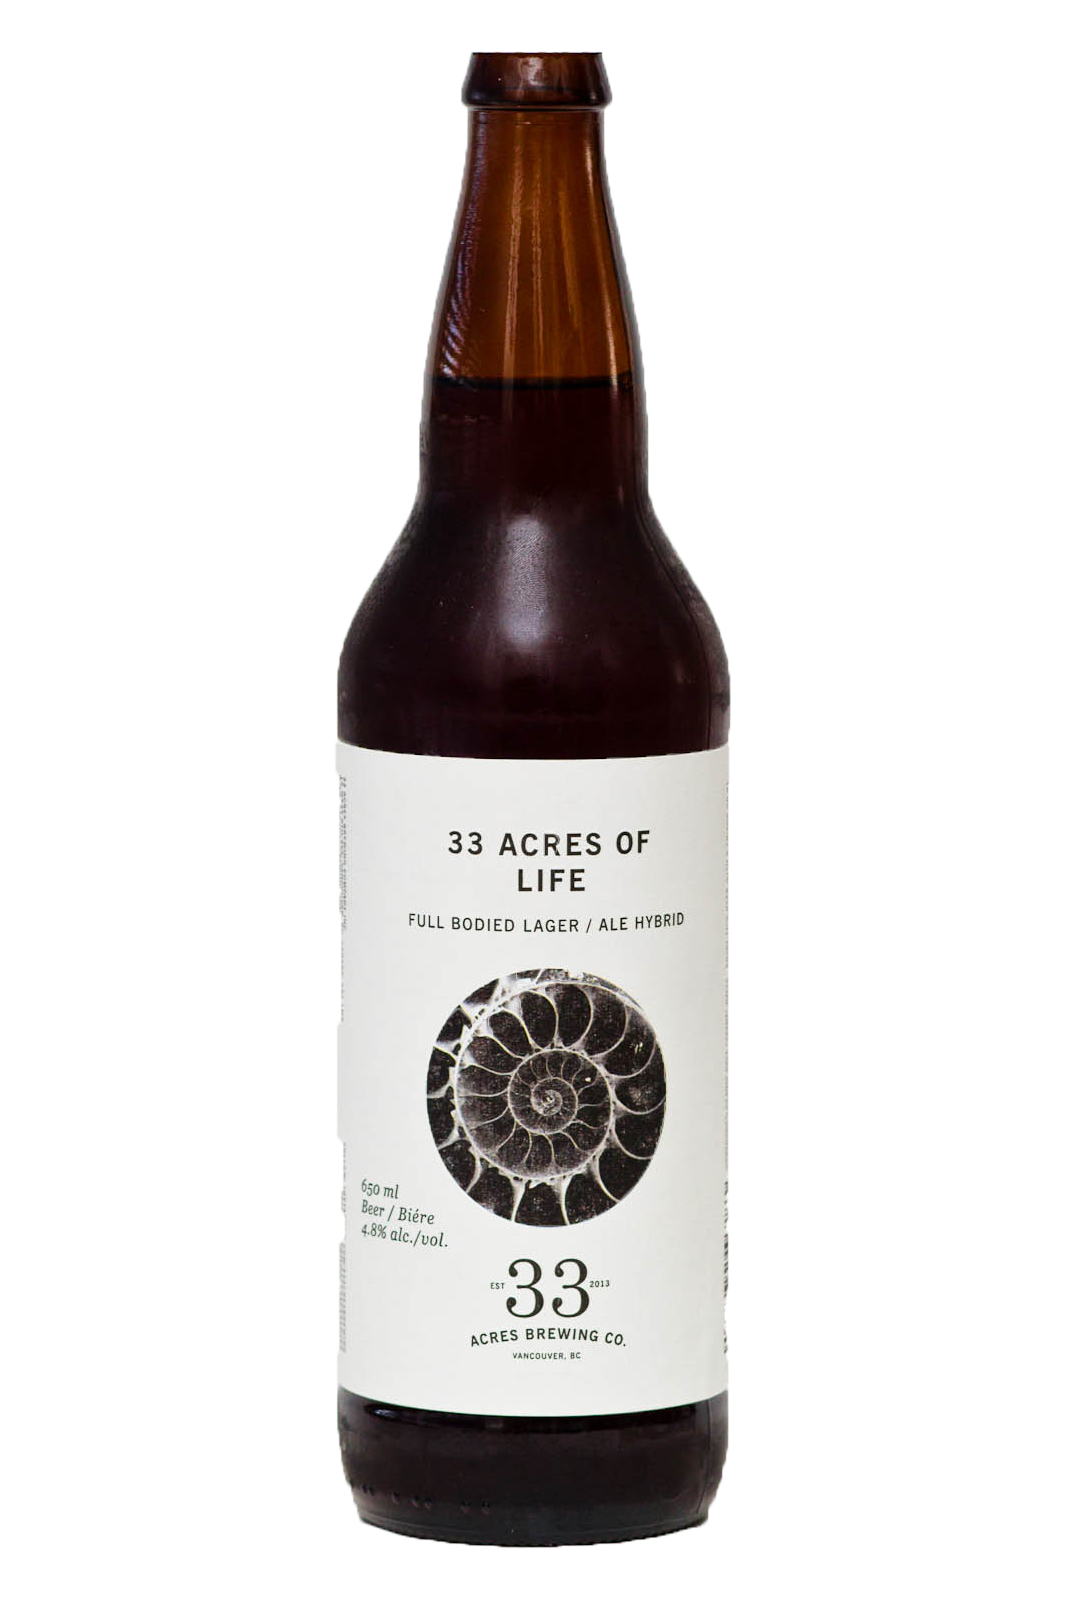 33 ACRES OF
LIFE
FULL BODIED LAGER / ALE HYBRID
650 ml
Beer / Biére
4.8% alc./vol.
EST 33 2013
ACRES BREWING CO.
VANCOUVER, BC